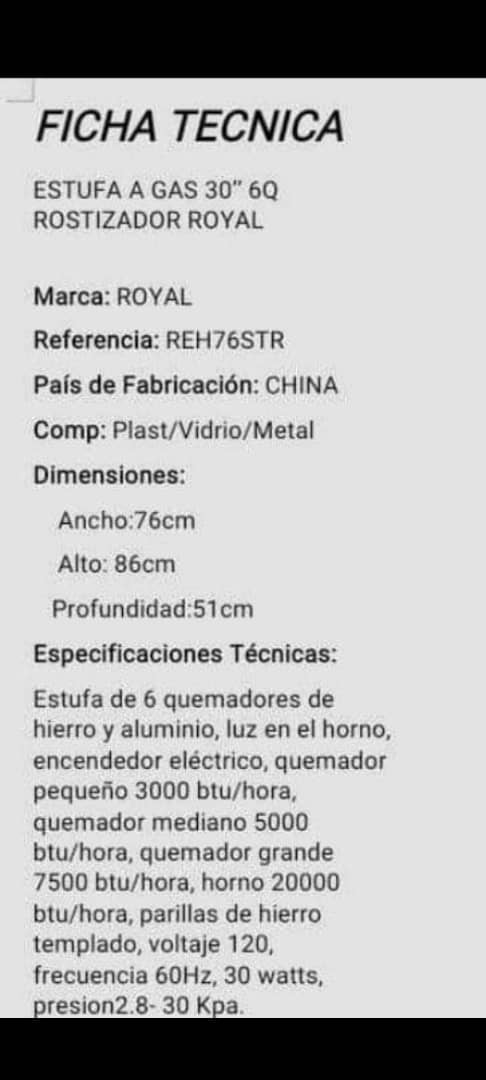 FICHA TECNICA
ESTUFA A GAS 30" 6Q
ROSTIZADOR ROYAL
Marca: ROYAL
Referencia: REH76STR
País de Fabricación: CHINA
Comp: Plast/Vidrio/Metal
Dimensiones:
Ancho:76cm
Alto: 86cm
Profundidad:51cm
Especificaciones Técnicas:
Estufa de 6 quemadores de
hierro y aluminio, luz en el horno,
encendedor eléctrico, quemador
pequeño 3000 btu/hora,
quemador mediano 5000
btu/hora, quemador grande
7500 btu/hora, horno 20000
btu/hora, parillas de hierro
templado, voltaje 120,
frecuencia 60Hz, 30 watts,
presion2.8- 30 Kpa.